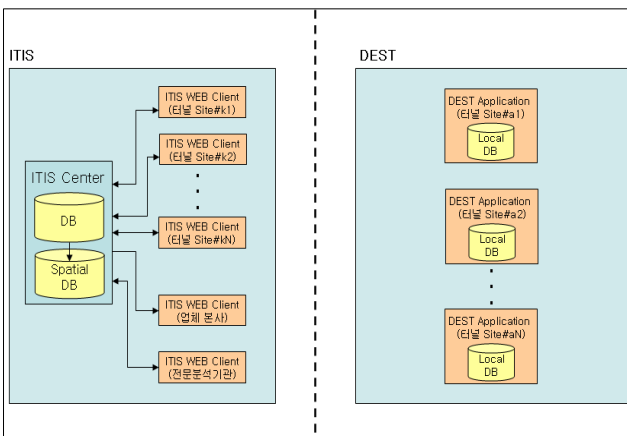 ITIS
ITIS WEB Client
(터널 Site#k1)
ITIS WEB Client
(터널 Site#k2)
ITIS Center
DB
Spatial
DB
ITIS WEB Client
(터널 Site#kN)
ITIS WEB Client
(업체 본사)
ITIS WEB Client
(전문분석기관)
DEST
DEST Application
(터널 Site#a1)
Local
DB
DEST Application
(터널 Site#a2)
Local
DB
DEST Application
(터널 Site#aN)
Local
DB